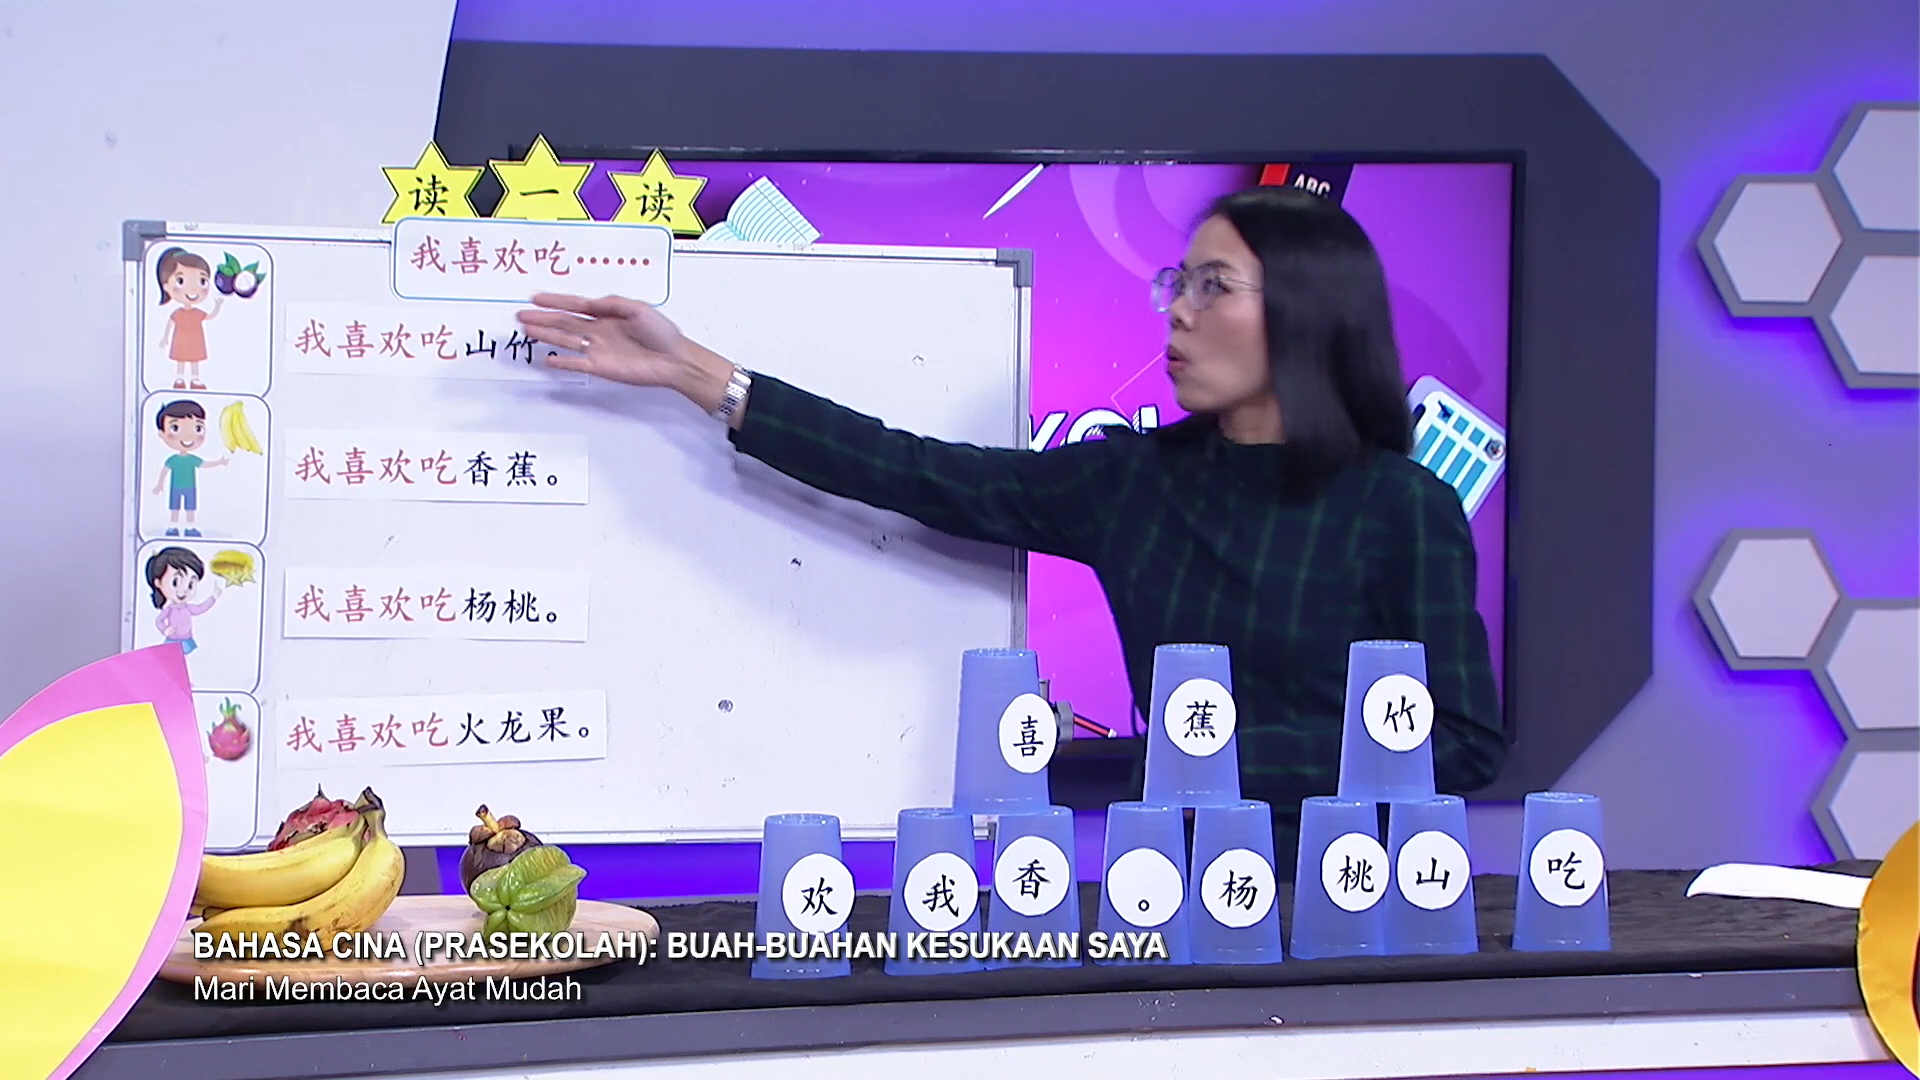 读一读
ABC
我喜欢吃……
我喜欢吃山竹。
我喜欢吃香蕉。
我喜欢吃杨桃。
我喜欢吃火龙果。
喜
蕉
竹
欢
我
香
。
杨
桃
山
吃
BAHASA CINA (PRASEKOLAH): BUAH-BUAHAN KESUKAAN SAYA
Mari Membaca Ayat Mudah